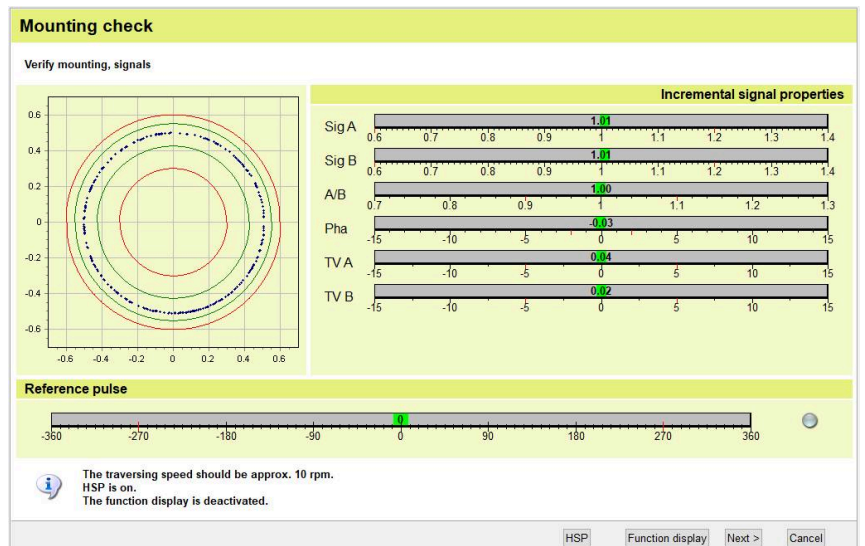 Mounting check
Verify mounting, signals
0.6
0.4
0.2
0
-0.2
-0.4
-0.6
-0.6 -0.4 -0.2 0 0.2 0.4 0.6
Incremental signal properties
Sig A 1.01
0.6 0.7 0.8 0.9 1 1.1 1.2 1.3 1.4
Sig B 1.01
0.6 0.7 0.8 0.9 1 1.1 1.2 1.3 1.4
A/B 1.00
0.7 0.8 0.9 1 1.1 1.2 1.3
Pha -0.03
-15 -10 -5 0 5 10 15
TV A 0.04
-15 -10 -5 0 5 10 15
TV B 0.02
-15 -10 -5 0 5 10 15
Reference pulse
0
-360 -270 -180 -90 0 90 180 270 360
The traversing speed should be approx. 10 rpm.
HSP is on.
The function display is deactivated.
HSP Function display Next > Cancel